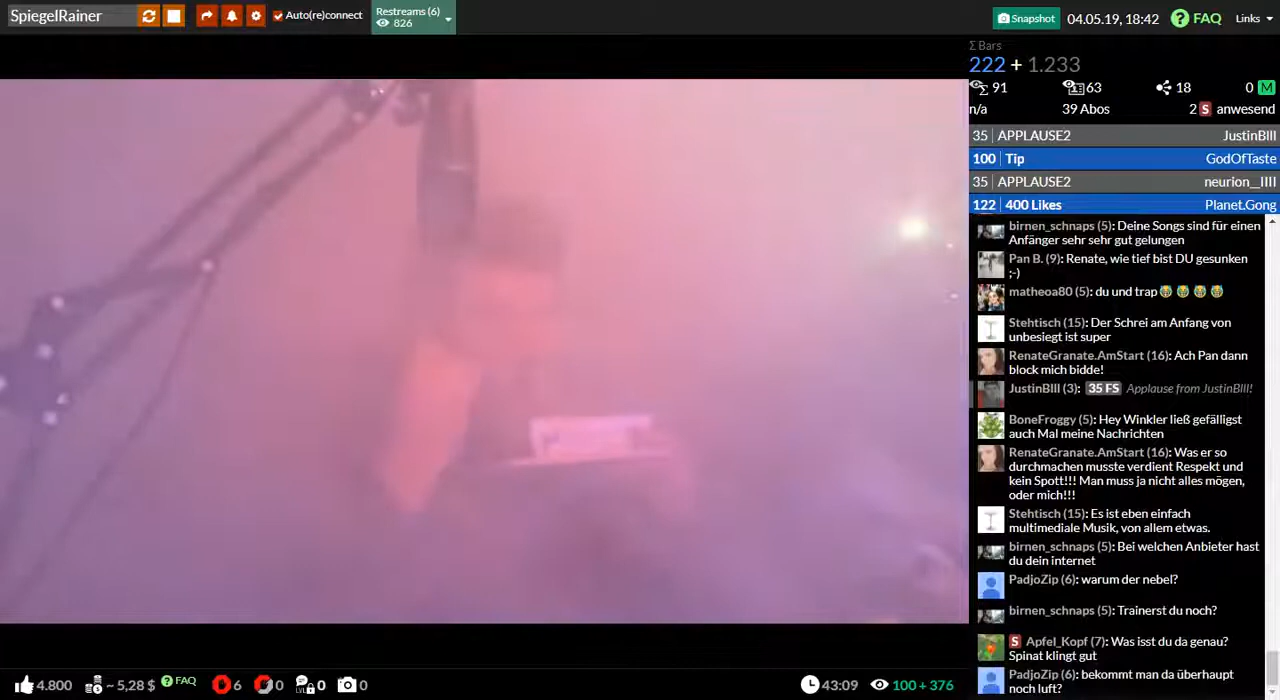 SpiegelRainer
Auto(re)connect
Restreams (6)
826
Snapshot
04.05.19, 18:42
FAQ
Links
Σ Bars
222 + 1.233
91
63
18
0 M
n/a
39 Abos
2 S anwesend
35 APPLAUSE2 JustinBlll
100 Tip GodOfTaste
35 APPLAUSE2 neurion__IIII
122 400 Likes Planet.Gong
birnen_schnaps (5): Deine Songs sind für einen
Anfänger sehr sehr gut gelungen
Pan B. (9): Renate, wie tief bist DU gesunken
;-)
matheoa80 (5): du und trap
Stehtisch (15): Der Schrei am Anfang von
unbesiegt ist super
RenateGranate.AmStart (16): Ach Pan dann
block mich bidde!
JustinBlll (3): 35 FS Applause from JustinBlll!
BoneFroggy (5): Hey Winkler ließ gefälligst
auch Mal meine Nachrichten
RenateGranate.AmStart (16): Was er so
durchmachen musste verdient Respekt und
kein Spott!!! Man muss ja nicht alles mögen,
oder mich!!!
Stehtisch (15): Es ist eben einfach
multimediale Musik, von allem etwas.
birnen_schnaps (5): Bei welchen Anbieter hast
du dein internet
PadjoZip (6): warum der nebel?
birnen_schnaps (5): Trainerst du noch?
S Apfel_Kopf (7): Was isst du da genau?
Spinat klingt gut
PadjoZip (6): bekommt man da überhaupt
noch luft?
4.800
~ 5,28 $
FAQ
6
0
LVL
0
0
43:09
100 + 376